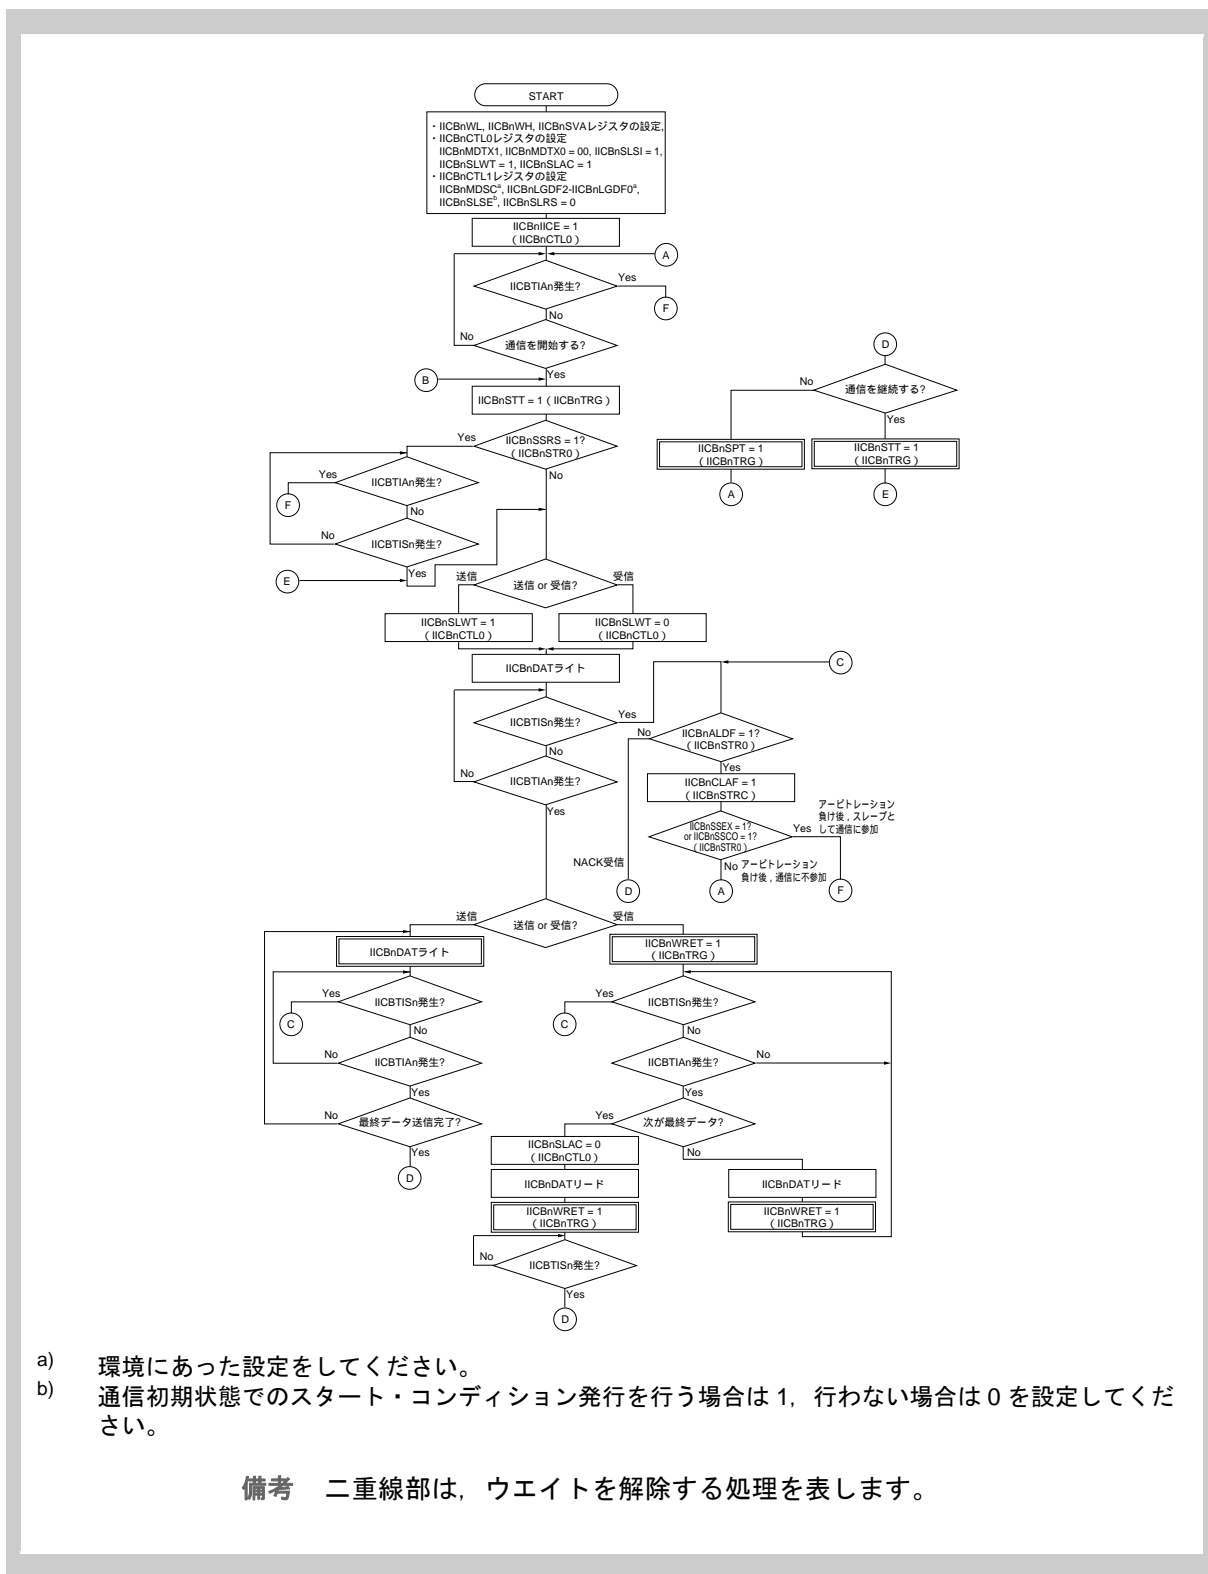 START
・IICBnWL, IICBnWH, IICBnSVAレジスタの設定,
・IICBnCTL0レジスタの設定
IICBnMDTX1, IICBnMDTX0 = 00, IICBnSLSI = 1,
IICBnSLWT = 1, IICBnSLAC = 1
・IICBnCTL1レジスタの設定
IICBnMDSCa, IICBnLGDF2-IICBnLGDF0a,
IICBnSLSEb, IICBnSLRS = 0
IICBnIICE = 1
( IICBnCTL0 )
A
IICBTIAn発生?
Yes
F
No
通信を開始する?
No
Yes
B
IICBnSTT = 1 ( IICBnTRG )
IICBnSSRS = 1?
( IICBnSTR0 )
Yes
No
IICBTIAn発生?
Yes
F
No
IICBTISn発生?
No
Yes
E
D
通信を継続する?
No
Yes
IICBnSPT = 1
( IICBnTRG )
A
IICBnSTT = 1
( IICBnTRG )
E
送信 or 受信?
送信
受信
IICBnSLWT = 1
( IICBnCTL0 )
IICBnSLWT = 0
( IICBnCTL0 )
IICBnDATライト
IICBTISn発生?
Yes
No
IICBTIAn発生?
No
Yes
C
IICBnALDF = 1?
( IICBnSTR0 )
No
Yes
IICBnCLAF = 1
( IICBnSTRC )
IICBnSSEX = 1?
or IICBnSSCO = 1?
( IICBnSTR0 )
Yes
アービトレーション
負け後 , スレーブと
して通信に参加
No
アービトレーション
負け後 , 通信に不参加
NACK受信
D
A
F
送信 or 受信?
送信
受信
IICBnDATライト
IICBTISn発生?
Yes
C
No
IICBTIAn発生?
No
Yes
最終データ送信完了?
No
Yes
D
IICBnWRET = 1
( IICBnTRG )
IICBTISn発生?
Yes
C
No
IICBTIAn発生?
No
Yes
次が最終データ?
Yes
No
IICBnSLAC = 0
( IICBnCTL0 )
IICBnDATリード
IICBnWRET = 1
( IICBnTRG )
IICBTISn発生?
No
Yes
D
IICBnDATリード
IICBnWRET = 1
( IICBnTRG )
a) 環境にあった設定をしてください。
b) 通信初期状態でのスタート・コンディション発行を行う場合は 1，行わない場合は 0 を設定してくだ
さい。
備考 二重線部は，ウエイトを解除する処理を表します。